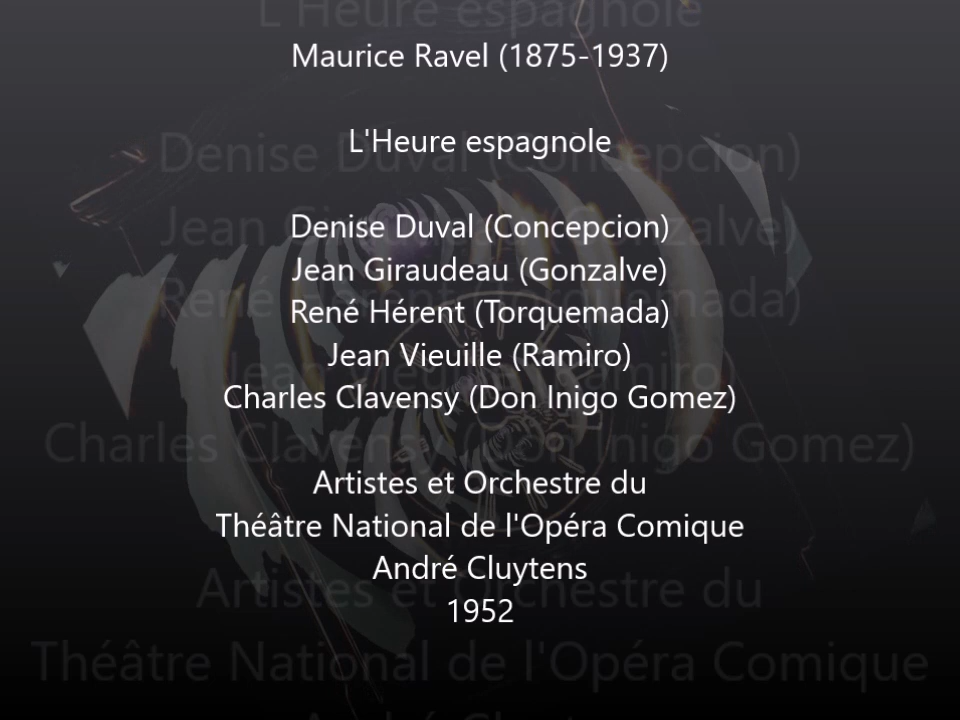 Maurice Ravel (1875-1937)
L'Heure espagnole
Denise Duval (Concepcion)
Jean Giraudeau (Gonzalve)
René Hérent (Torquemada)
Jean Vieuille (Ramiro)
Charles Clavensy (Don Inigo Gomez)
Artistes et Orchestre du
Théâtre National de l'Opéra Comique
André Cluytens
1952